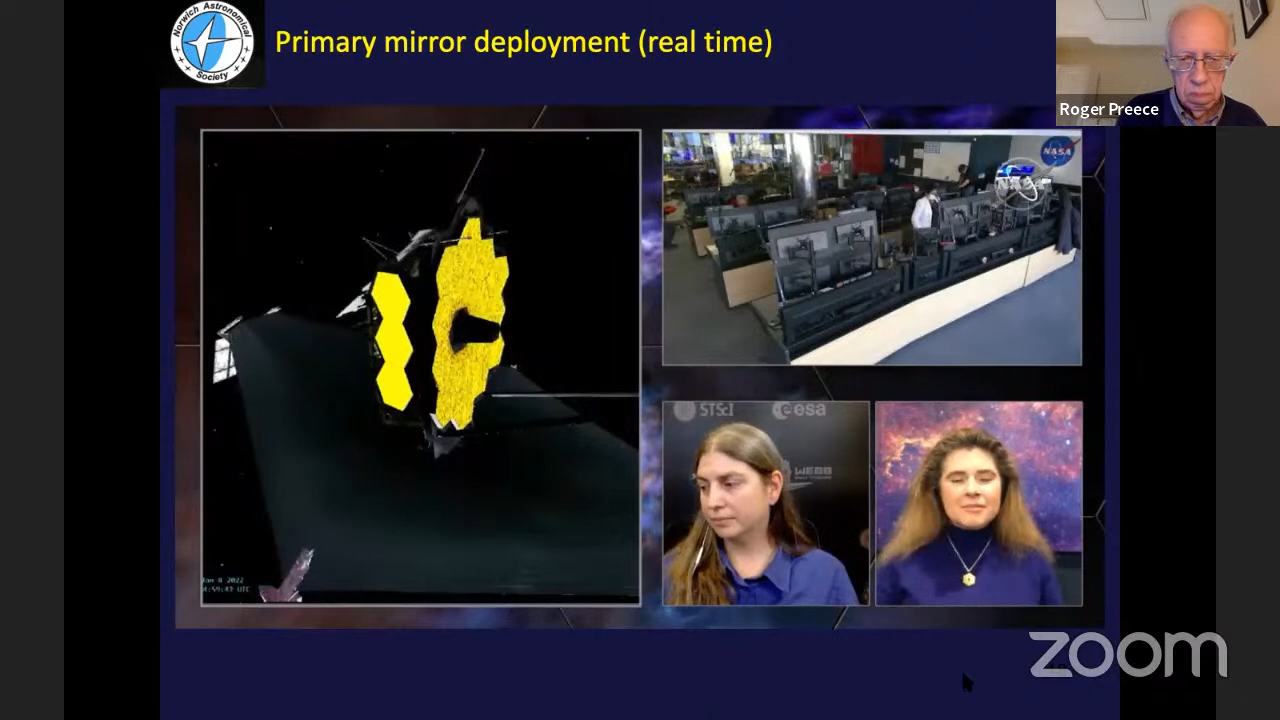 Norwich Astronomical
Society
Primary mirror deployment (real time)
Roger Preece
NASA
STScI
esa
WEBB
zoom